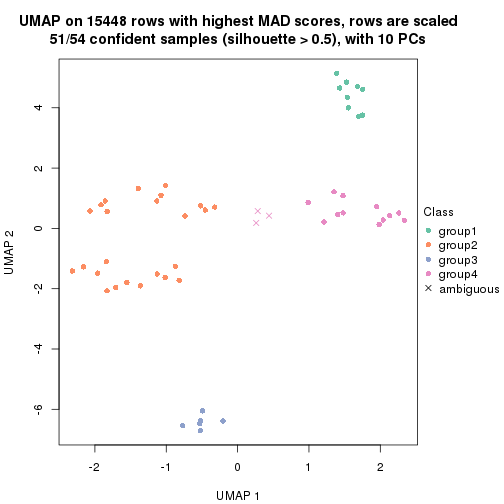 UMAP on 15448 rows with highest MAD scores, rows are scaled
51/54 confident samples (silhouette > 0.5), with 10 PCs
4
2
0
-2
-4
-6
UMAP 2
-2
-1
0
1
2
UMAP 1
Class
group1
group2
group3
group4
ambiguous